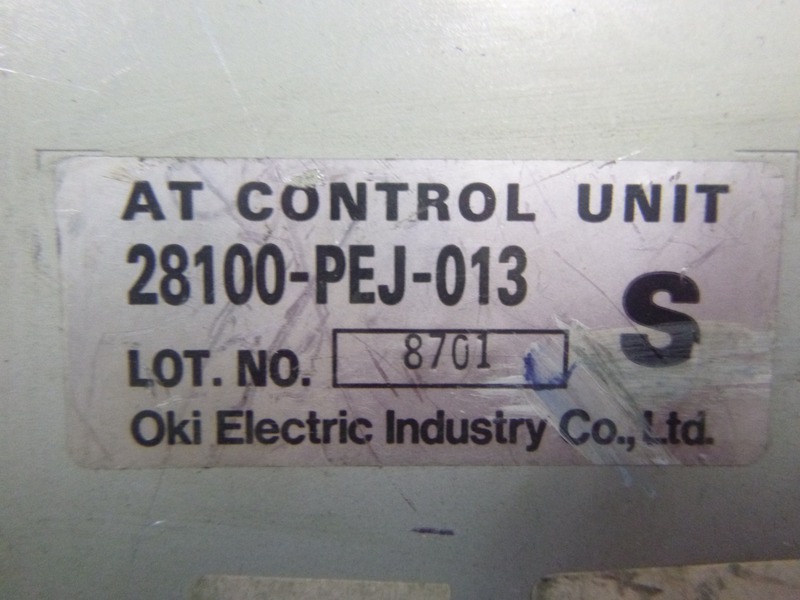 AT CONTROL UNIT
28100-PEJ-013
S
LOT. NO. 8701
Oki Electric Industry Co., Ltd.